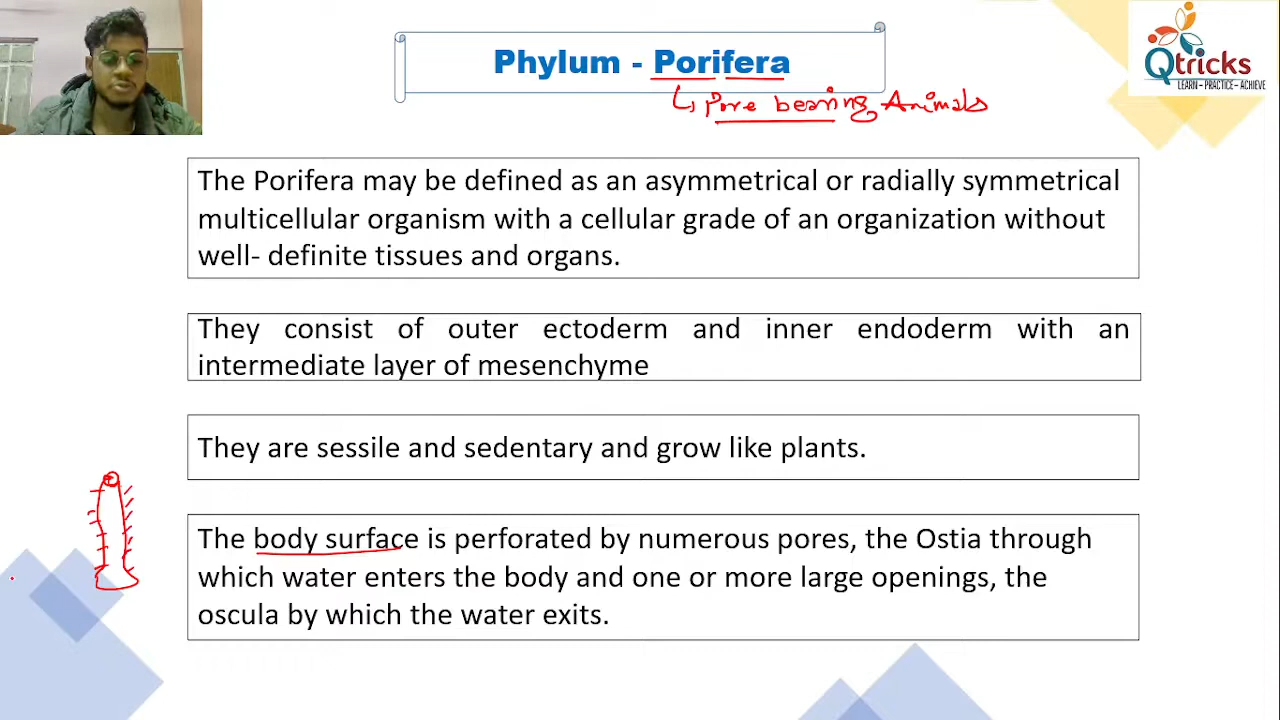 Phylum - Porifera
Pore bearing Animals
Qtricks
LEARN – PRACTICE – ACHIEVE
The Porifera may be defined as an asymmetrical or radially symmetrical
multicellular organism with a cellular grade of an organization without
well- definite tissues and organs.
They consist of outer ectoderm and inner endoderm with an
intermediate layer of mesenchyme
They are sessile and sedentary and grow like plants.
The body surface is perforated by numerous pores, the Ostia through
which water enters the body and one or more large openings, the
oscula by which the water exits.